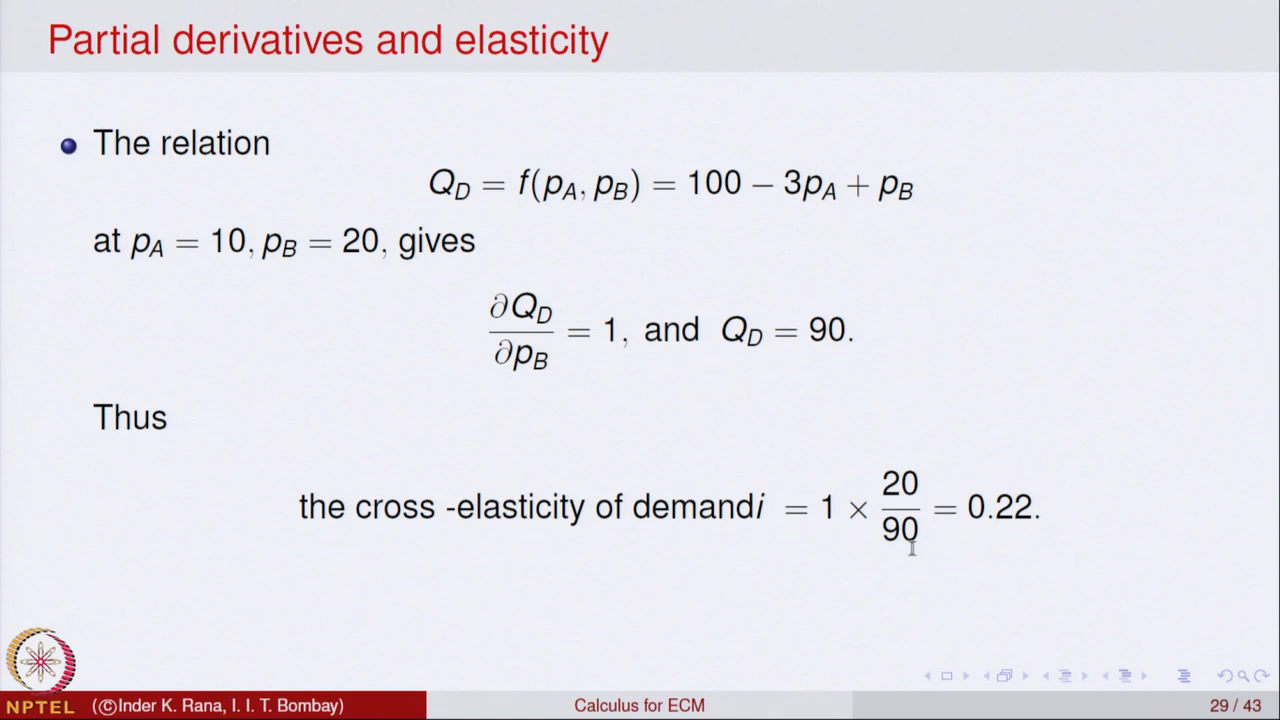 Partial derivatives and elasticity
The relation
Q_D = f(p_A, p_B) = 100 − 3p_A + p_B
at p_A = 10, p_B = 20, gives
∂Q_D/∂p_B = 1, and Q_D = 90.
Thus
the cross -elasticity of demandi = 1 × 20/90 = 0.22.
NPTEL (©Inder K. Rana, I. I. T. Bombay) Calculus for ECM 29 / 43